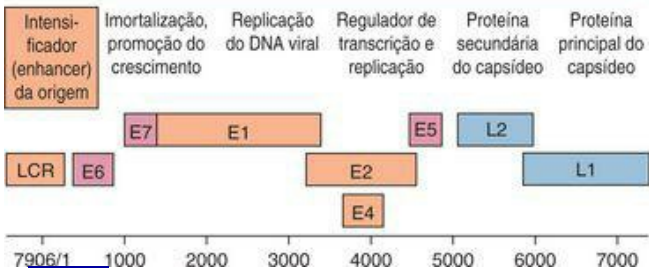 Intensi-
ficador
(enhancer)
da origem
Imortalização,
promoção do
crescimento
Replicação
do DNA viral
Regulador de
transcrição e
replicação
Proteína
secundária
do capsídeo
Proteína
principal do
capsídeo
E7 E1 E5 L2
LCR E6 E2 L1
E4
7906/1 1000 2000 3000 4000 5000 6000 7000